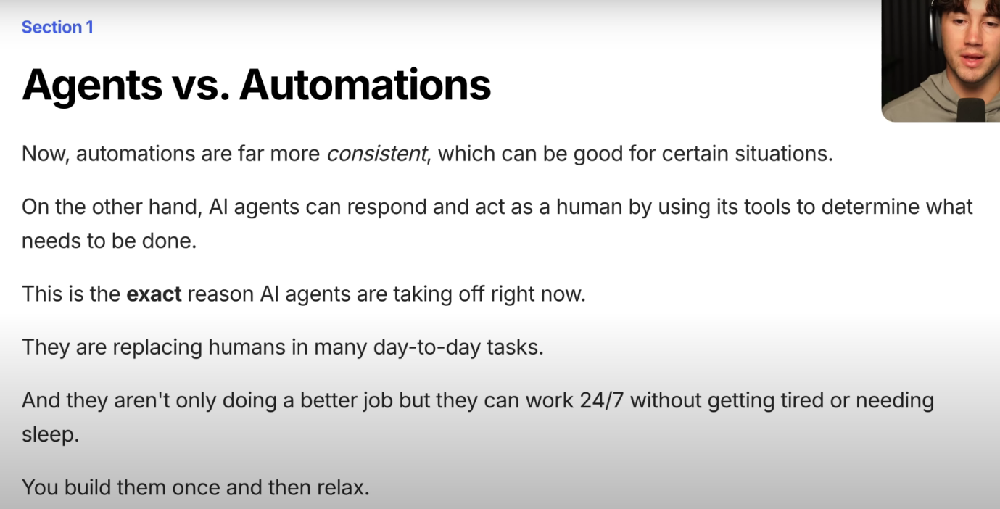 Section 1
Agents vs. Automations
Now, automations are far more consistent, which can be good for certain situations.
On the other hand, AI agents can respond and act as a human by using its tools to determine what
needs to be done.
This is the exact reason AI agents are taking off right now.
They are replacing humans in many day-to-day tasks.
And they aren't only doing a better job but they can work 24/7 without getting tired or needing
sleep.
You build them once and then relax.